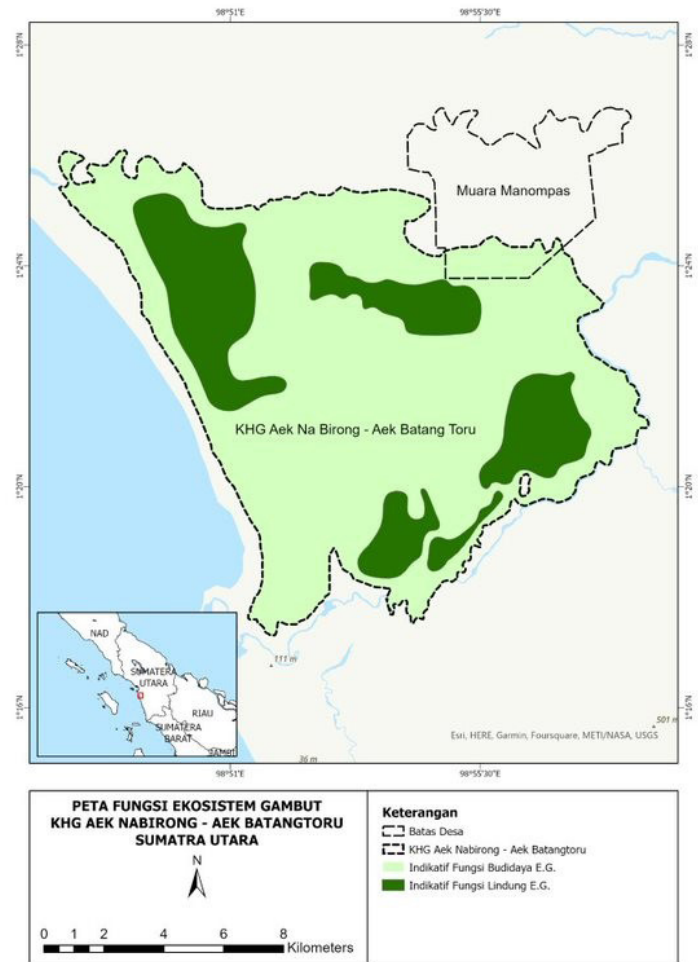 98°51'
98°55'30"
1°28'N
1°28'N
Muara Manompas
1°24'N
1°24'N
KHG Aek Na Birong - Aek Batang Toru
1°20'N
1°20'N
NAD
SUMATERA
UTARA
RIAU
SUMATERA
BARAT
JAMBI
111 m
1°16'N
1°16'N
501 m
Esri, HERE, Garmin, Foursquare, METI/NASA, USGS
36 m
98°51'
98°55'30"
PETA FUNGSI EKOSISTEM GAMBUT
KHG AEK NABIRONG - AEK BATANGTORU
SUMATRA UTARA
N
0 1 2 4 6 8
Kilometers
Keterangan
Batas Desa
KHG Aek Nabirong - Aek Batangtoru
Indikatif Fungsi Budidaya E.G.
Indikatif Fungsi Lindung E.G.